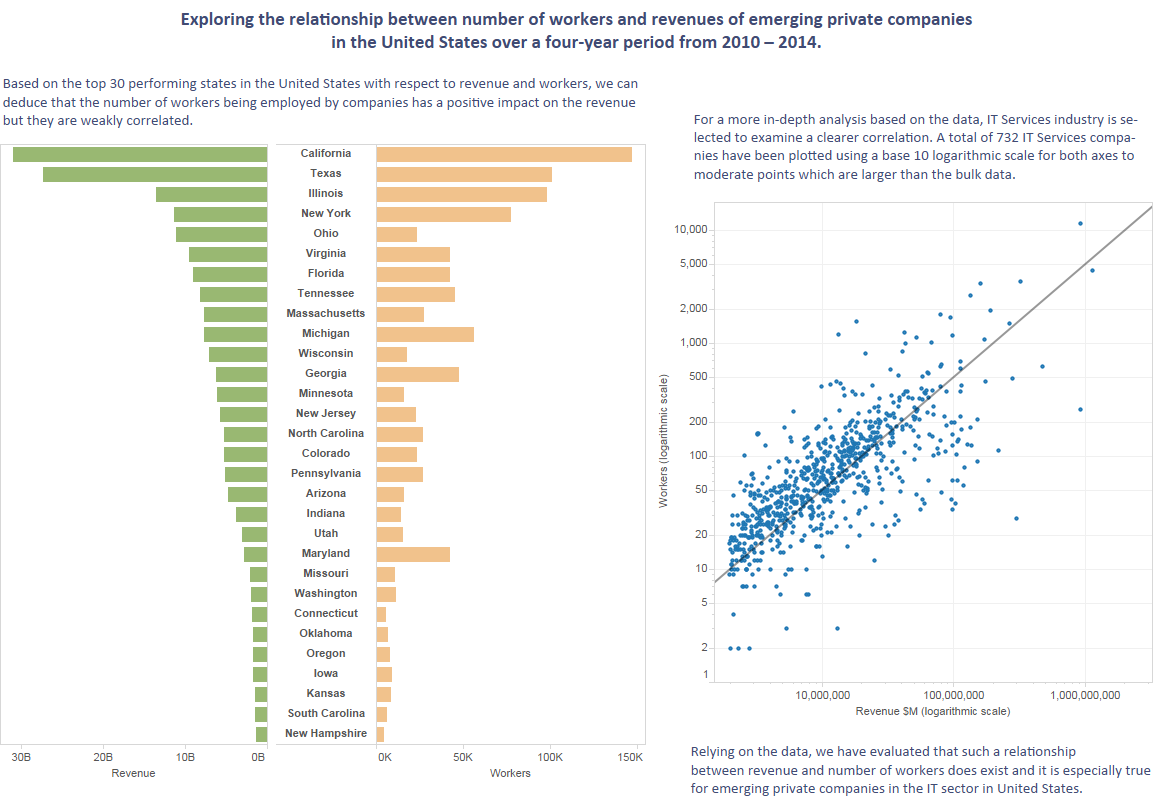 Exploring the relationship between number of workers and revenues of emerging private companies
in the United States over a four-year period from 2010 – 2014.
Based on the top 30 performing states in the United States with respect to revenue and workers, we can
deduce that the number of workers being employed by companies has a positive impact on the revenue
but they are weakly correlated.
California
Texas
Illinois
New York
Ohio
Virginia
Florida
Tennessee
Massachusetts
Michigan
Wisconsin
Georgia
Minnesota
New Jersey
North Carolina
Colorado
Pennsylvania
Arizona
Indiana
Utah
Maryland
Missouri
Washington
Connecticut
Oklahoma
Oregon
Iowa
Kansas
South Carolina
New Hampshire
30B 20B 10B 0B 0K 50K 100K 150K
Revenue Workers
For a more in-depth analysis based on the data, IT Services industry is se-
lected to examine a clearer correlation. A total of 732 IT Services compa-
nies have been plotted using a base 10 logarithmic scale for both axes to
moderate points which are larger than the bulk data.
Workers (logarithmic scale)
10,000
5,000
2,000
1,000
500
200
100
50
20
10
5
2
1
10,000,000 100,000,000 1,000,000,000
Revenue $M (logarithmic scale)
Relying on the data, we have evaluated that such a relationship
between revenue and number of workers does exist and it is especially true
for emerging private companies in the IT sector in United States.